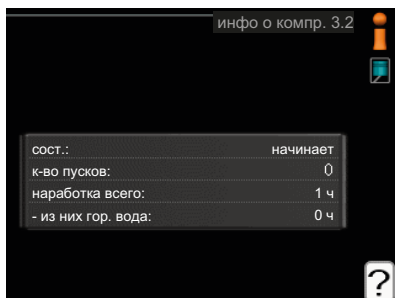 инфо о компр. 3.2
сост.: начинает
к-во пусков: 0
наработка всего: 1 ч
- из них гор. вода: 0 ч
?